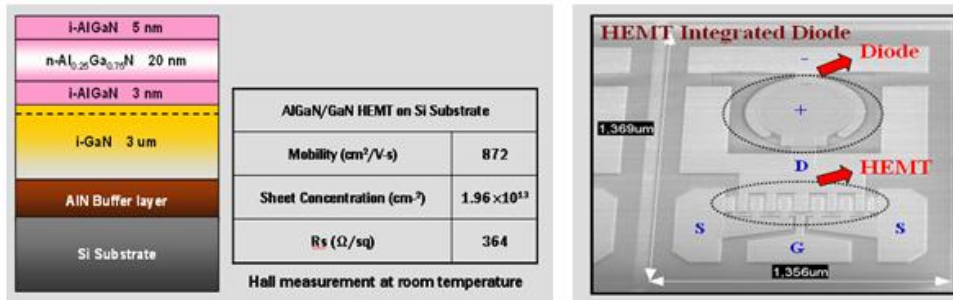 i-AlGaN 5 nm
n-Al0.25Ga0.75N 20 nm
i-AlGaN 3 nm
i-GaN 3 um
AlN Buffer layer
Si Substrate
AlGaN/GaN HEMT on Si Substrate
Mobility (cm²/V-s) 872
Sheet Concentration (cm-²) 1.96 ×10¹³
Rs (Ω/sq) 364
Hall measurement at room temperature
HEMT Integrated Diode
-
Diode
+
1,369um
D
HEMT
S
S
G
1,356um